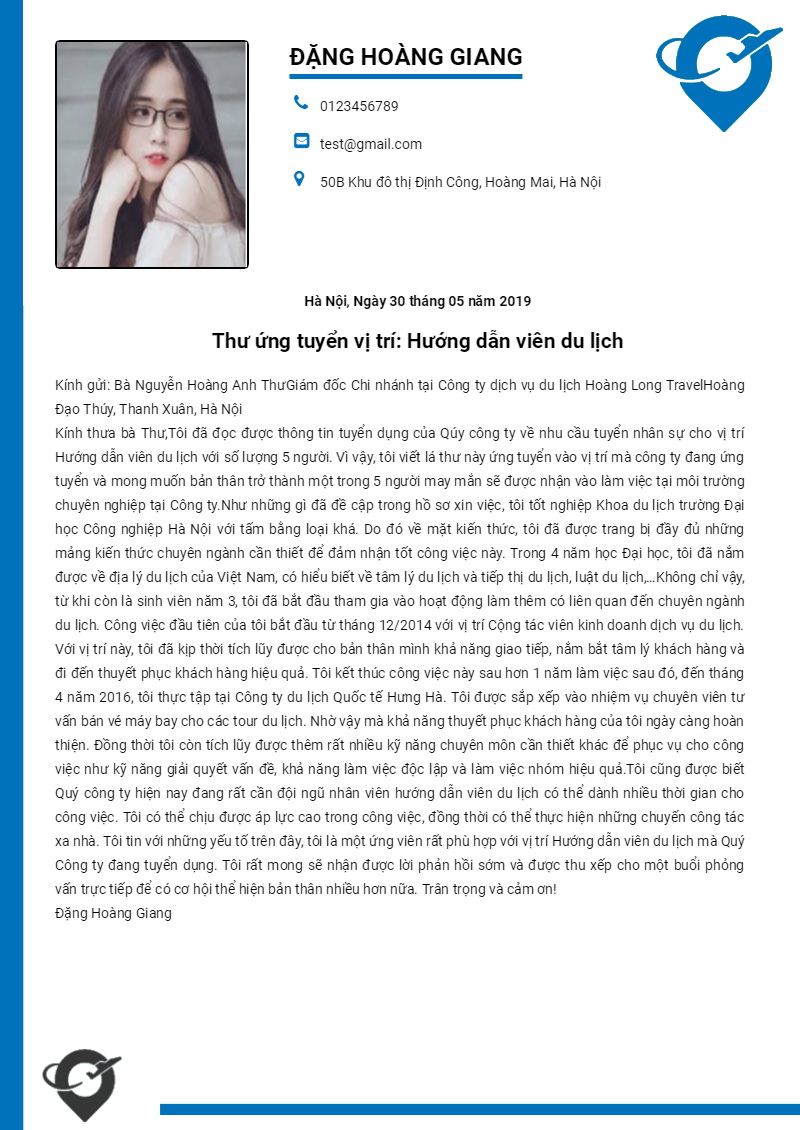 ĐẶNG HOÀNG GIANG
0123456789
test@gmail.com
50B Khu đô thị Định Công, Hoàng Mai, Hà Nội
Hà Nội, Ngày 30 tháng 05 năm 2019
Thư ứng tuyển vị trí: Hướng dẫn viên du lịch
Kính gửi: Bà Nguyễn Hoàng Anh ThưGiám đốc Chi nhánh tại Công ty dịch vụ du lịch Hoàng Long TravelHoàng
Đạo Thúy, Thanh Xuân, Hà Nội
Kính thưa bà Thư,Tôi đã đọc được thông tin tuyển dụng của Qúy công ty về nhu cầu tuyển nhân sự cho vị trí
Hướng dẫn viên du lịch với số lượng 5 người. Vì vậy, tôi viết lá thư này ứng tuyển vào vị trí mà công ty đang ứng
tuyển và mong muốn bản thân trở thành một trong 5 người may mắn sẽ được nhận vào làm việc tại môi trường
chuyên nghiệp tại Công ty.Như những gì đã đề cập trong hồ sơ xin việc, tôi tốt nghiệp Khoa du lịch trường Đại
học Công nghiệp Hà Nội với tấm bằng loại khá. Do đó về mặt kiến thức, tôi đã được trang bị đầy đủ những
mảng kiến thức chuyên ngành cần thiết để đảm nhận tốt công việc này. Trong 4 năm học Đại học, tôi đã nắm
được về địa lý du lịch của Việt Nam, có hiểu biết về tâm lý du lịch và tiếp thị du lịch, luật du lịch,...Không chỉ vậy,
từ khi còn là sinh viên năm 3, tôi đã bắt đầu tham gia vào hoạt động làm thêm có liên quan đến chuyên ngành
du lịch. Công việc đầu tiên của tôi bắt đầu từ tháng 12/2014 với vị trí Cộng tác viên kinh doanh dịch vụ du lịch.
Với vị trí này, tôi đã kịp thời tích lũy được cho bản thân mình khả năng giao tiếp, nắm bắt tâm lý khách hàng và
đi đến thuyết phục khách hàng hiệu quả. Tôi kết thúc công việc này sau hơn 1 năm làm việc sau đó, đến tháng
4 năm 2016, tôi thực tập tại Công ty du lịch Quốc tế Hưng Hà. Tôi được sắp xếp vào nhiệm vụ chuyên viên tư
vấn bán vé máy bay cho các tour du lịch. Nhờ vậy mà khả năng thuyết phục khách hàng của tôi ngày càng hoàn
thiện. Đồng thời tôi còn tích lũy được thêm rất nhiều kỹ năng chuyên môn cần thiết khác để phục vụ cho công
việc như kỹ năng giải quyết vấn đề, khả năng làm việc độc lập và làm việc nhóm hiệu quả.Tôi cũng được biết
Quý công ty hiện nay đang rất cần đội ngũ nhân viên hướng dẫn viên du lịch có thể dành nhiều thời gian cho
công việc. Tôi có thể chịu được áp lực cao trong công việc, đồng thời có thể thực hiện những chuyến công tác
xa nhà. Tôi tin với những yếu tố trên đây, tôi là một ứng viên rất phù hợp với vị trí Hướng dẫn viên du lịch mà Quý
Công ty đang tuyển dụng. Tôi rất mong sẽ nhận được lời phản hồi sớm và được thu xếp cho một buổi phỏng
vấn trực tiếp để có cơ hội thể hiện bản thân nhiều hơn nữa. Trân trọng và cảm ơn!
Đặng Hoàng Giang